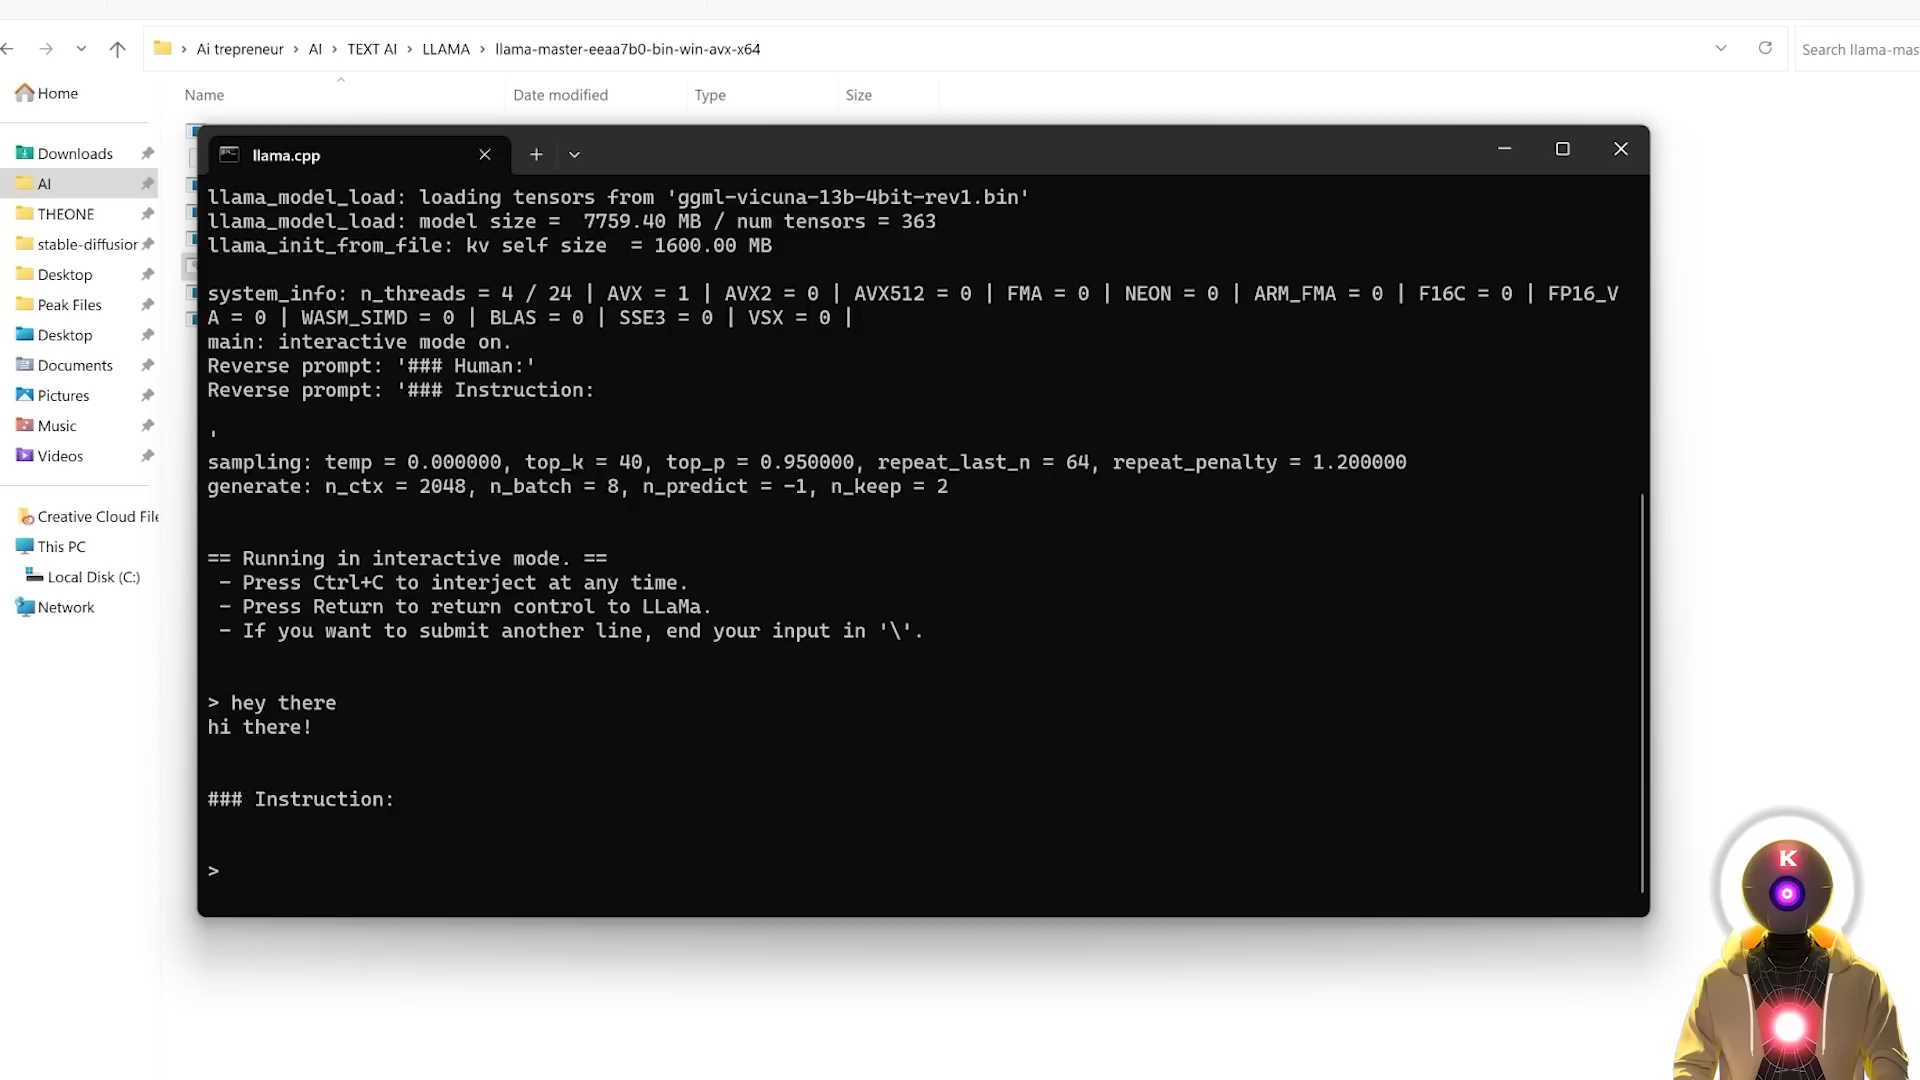 Ai trepreneur > AI > TEXT AI > LLAMA > llama-master-eeaa7b0-bin-win-avx-x64
Search llama-mas
Home
Name
Date modified
Type
Size
Downloads
AI
THEONE
stable-diffusior
Desktop
Peak Files
Desktop
Documents
Pictures
Music
Videos
Creative Cloud File
This PC
Local Disk (C:)
Network
llama.cpp
llama_model_load: loading tensors from 'ggml-vicuna-13b-4bit-rev1.bin'
llama_model_load: model size =  7759.40 MB / num tensors = 363
llama_init_from_file: kv self size  = 1600.00 MB
system_info: n_threads = 4 / 24 | AVX = 1 | AVX2 = 0 | AVX512 = 0 | FMA = 0 | NEON = 0 | ARM_FMA = 0 | F16C = 0 | FP16_V
A = 0 | WASM_SIMD = 0 | BLAS = 0 | SSE3 = 0 | VSX = 0 |
main: interactive mode on.
Reverse prompt: '### Human:'
Reverse prompt: '### Instruction:
'
sampling: temp = 0.000000, top_k = 40, top_p = 0.950000, repeat_last_n = 64, repeat_penalty = 1.200000
generate: n_ctx = 2048, n_batch = 8, n_predict = -1, n_keep = 2
== Running in interactive mode. ==
- Press Ctrl+C to interject at any time.
- Press Return to return control to LLaMa.
- If you want to submit another line, end your input in '\'.
> hey there
hi there!
### Instruction:
>
K